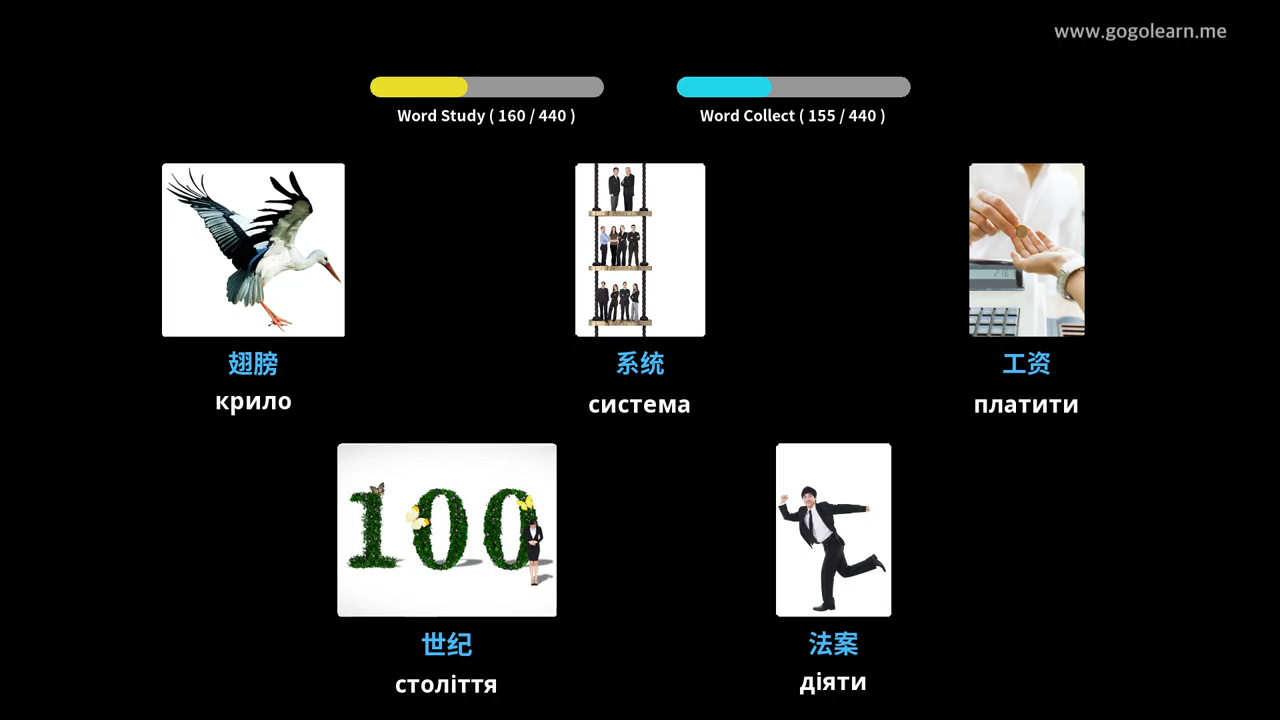 www.gogolearn.me
Word Study ( 160 / 440 )
Word Collect ( 155 / 440 )
翅膀
крило
系统
система
工资
платити
100
世纪
століття
法案
діяти